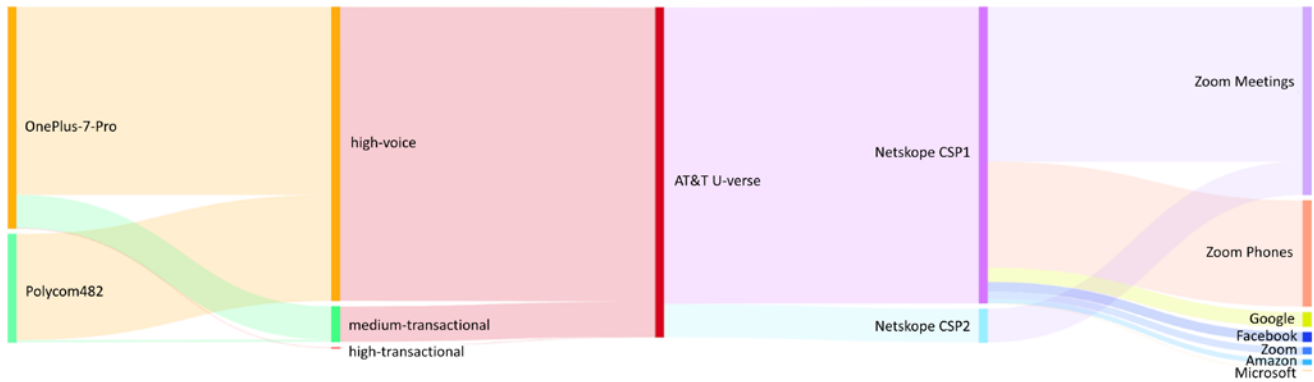 OnePlus-7-Pro
Polycom482
high-voice
medium-transactional
high-transactional
AT&T U-verse
Netskope CSP1
Netskope CSP2
Zoom Meetings
Zoom Phones
Google
Facebook
Zoom
Amazon
Microsoft